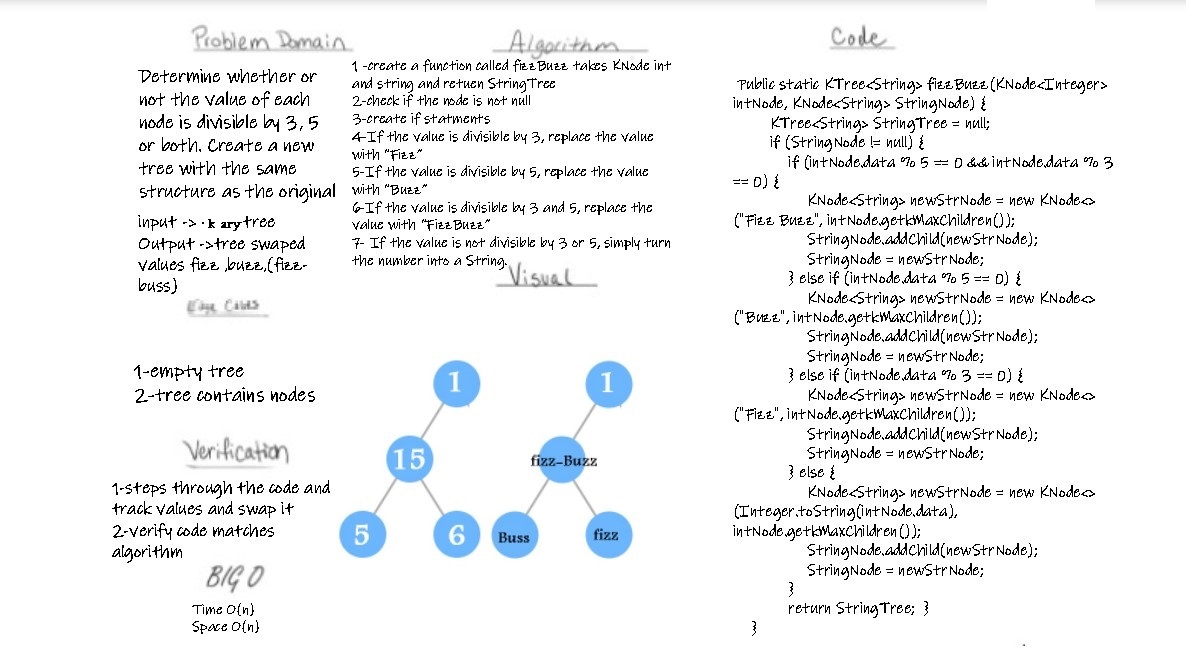 Problem Domain
Determine whether or
not the value of each
node is divisible by 3, 5
or both. Create a new
tree with the same
structure as the original
input -> · k ary tree
Output ->tree swaped
values fizz ,buzz,(fizz-
buss)
Edge Cases
1-empty tree
2-tree contains nodes
Verification
1-steps through the code and
track values and swap it
2-verify code matches
algorithm
BIG O
Time O(n)
Space O(n)
Algorithm
1 -create a function called fizzBuzz takes KNode int
and string and retuen StringTree
2-check if the node is not null
3-create if statments
4-If the value is divisible by 3, replace the value
with "Fizz"
5-If the value is divisible by 5, replace the value
with "Buzz"
6-If the value is divisible by 3 and 5, replace the
value with "FizzBuzz"
7- If the value is not divisible by 3 or 5, simply turn
the number into a String.
Visual
1
15
5
6
1
fizz-Buzz
Buss
fizz
Code
Public static KTree<String> fizzBuzz(KNode<Integer>
intNode, KNode<String> StringNode) {
KTree<String> StringTree = null;
if (StringNode != null) {
if (intNode.data % 5 == 0 && intNode.data % 3
== 0) {
KNode<String> newStrNode = new KNode<>
("Fizz Buzz", intNode.getkMaxChildren());
StringNode.addChild(newStrNode);
StringNode = newStrNode;
} else if (intNode.data % 5 == 0) {
KNode<String> newStrNode = new KNode<>
("Buzz", intNode.getkMaxChildren());
StringNode.addChild(newStrNode);
StringNode = newStrNode;
} else if (intNode.data % 3 == 0) {
KNode<String> newStrNode = new KNode<>
("Fizz", intNode.getkMaxChildren());
StringNode.addChild(newStrNode);
StringNode = newStrNode;
} else {
KNode<String> newStrNode = new KNode<>
(Integer.toString(intNode.data),
intNode.getkMaxChildren());
StringNode.addChild(newStrNode);
StringNode = newStrNode;
}
return StringTree; }
}